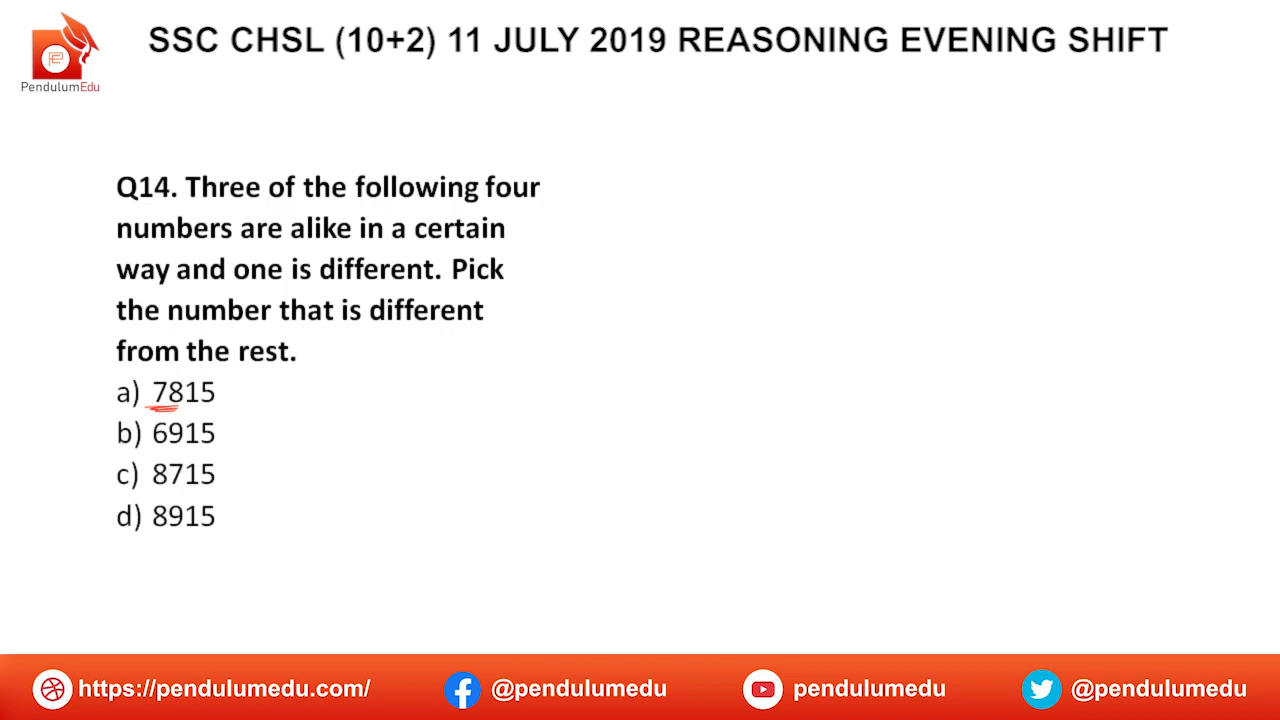 SSC CHSL (10+2) 11 JULY 2019 REASONING EVENING SHIFT
PendulumEdu
Q14. Three of the following four
numbers are alike in a certain
way and one is different. Pick
the number that is different
from the rest.
a) 7815
b) 6915
c) 8715
d) 8915
https://pendulumedu.com/
@pendulumedu
pendulumedu
@pendulumedu